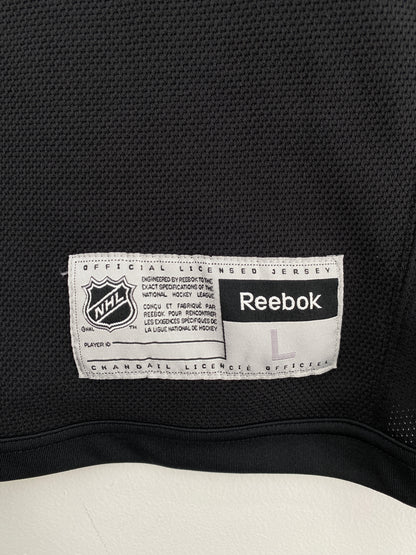 OFFICIAL LICENSED JERSEY
NHL
©NHL TM
ENGINEERED BY REEBOK TO THE
EXACT SPECIFICATIONS OF THE
NATIONAL HOCKEY LEAGUE
CONÇU ET FABRIQUÉ PAR
REEBOK POUR RENCONTRER
LES EXIGENCES SPÉCIFIQUES DE
LA LIGUE NATIONALE DE HOCKEY
PLAYER ID:
Reebok
L
CHANDAIL LICENCIÉ OFFICIEL